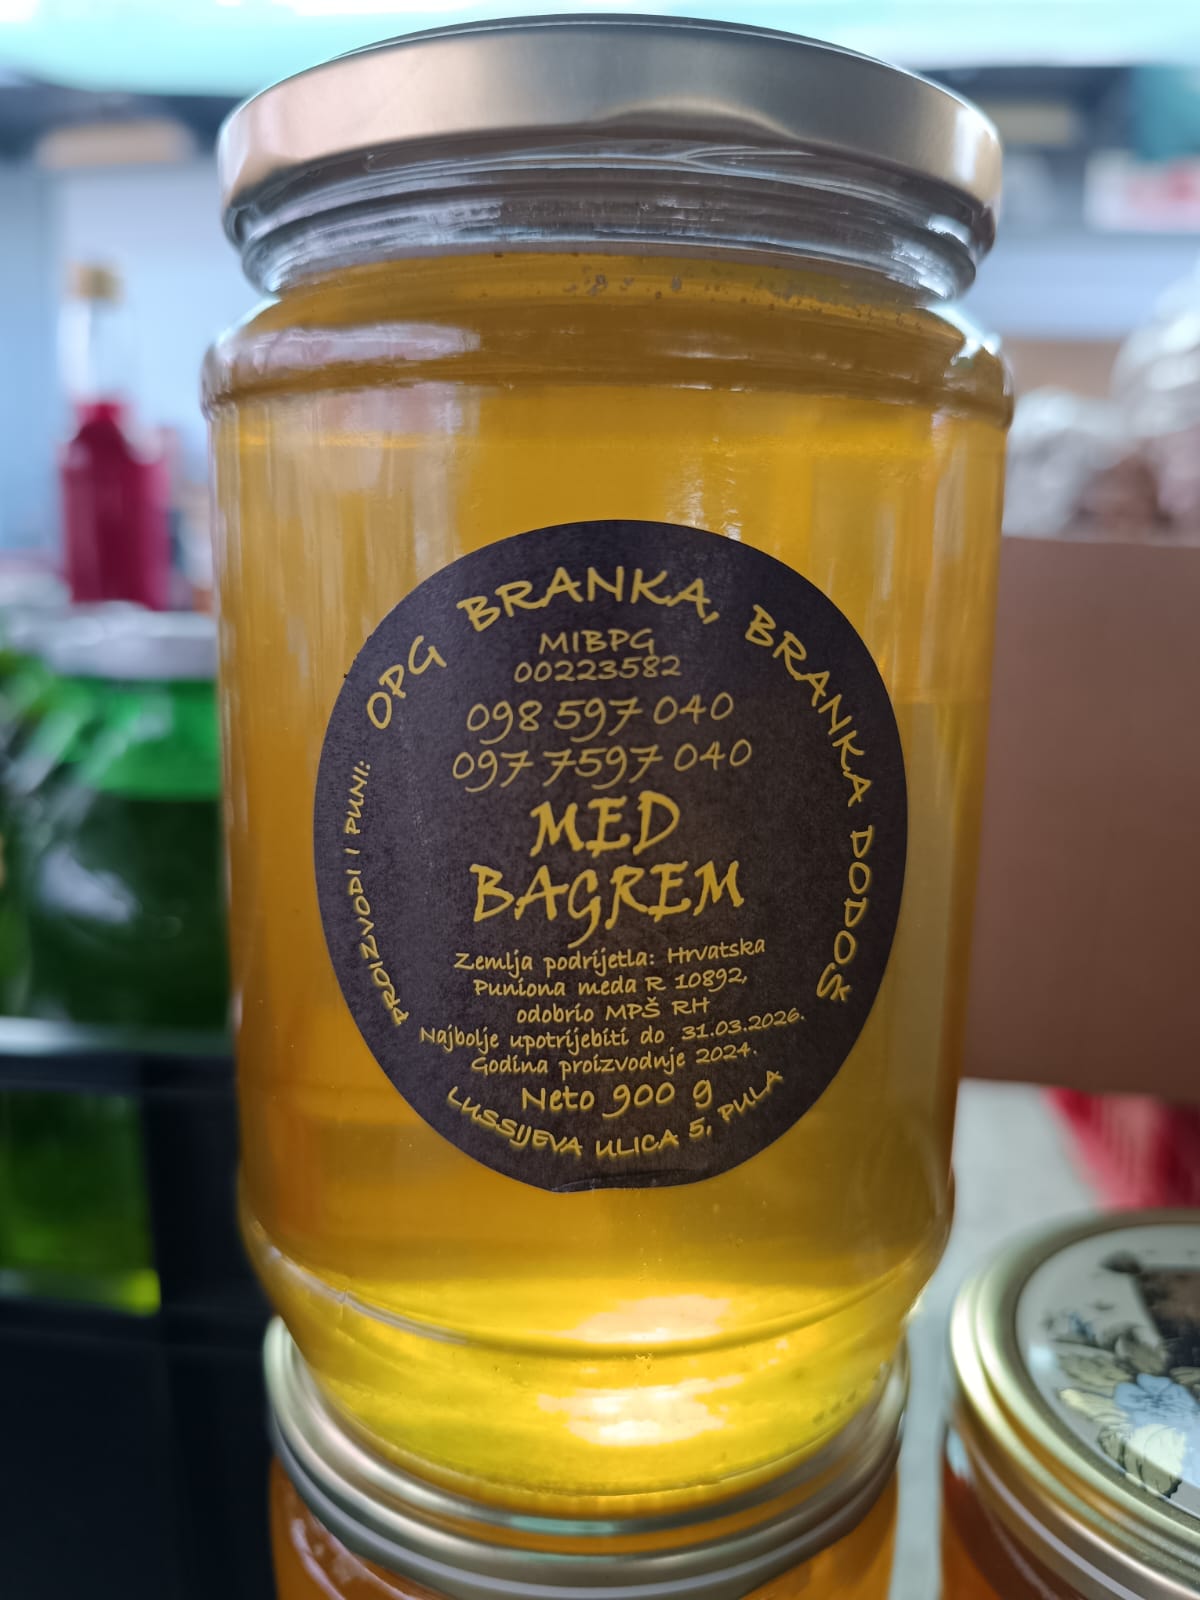 PROIZVODI I PUNI: OPG BRANKA, BRANKA DODOŠ
MIBPG
00223582
098 597 040
097 7597 040
MED
BAGREM
Zemlja podrijetla: Hrvatska
Puniona meda R 10892,
odobrio MPŠ RH
Najbolje upotrijebiti do 31.03.2026.
Godina proizvodnje 2024.
Neto 900 g
LUSSIJEVA ULICA 5, PULA